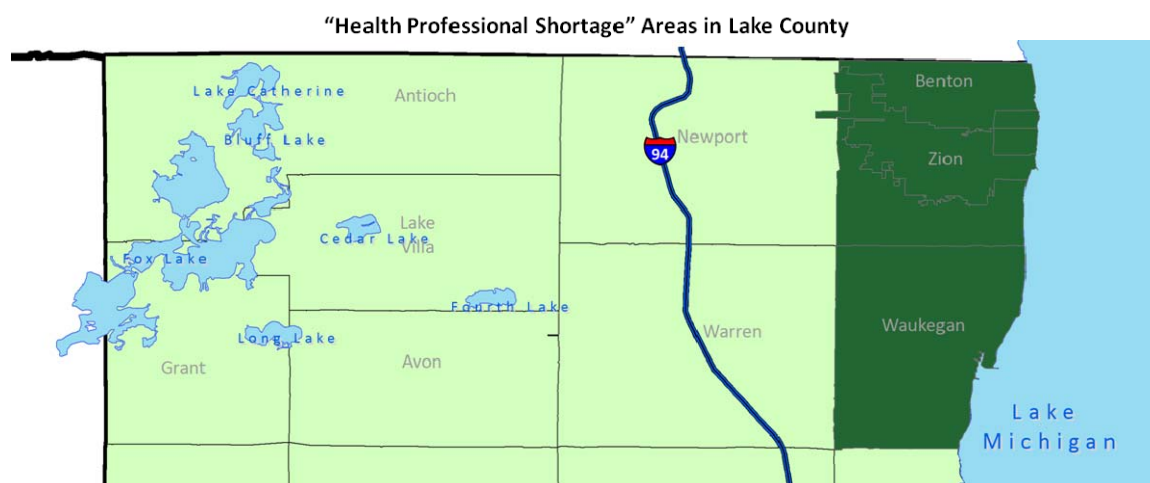 “Health Professional Shortage” Areas in Lake County
Benton
Lake Catherine
Antioch
Newport
Bluff Lake
94
Zion
Lake
Villa
Cedar Lake
Fox Lake
Fourth Lake
Waukegan
Warren
Long Lake
Avon
Grant
Lake
Michigan